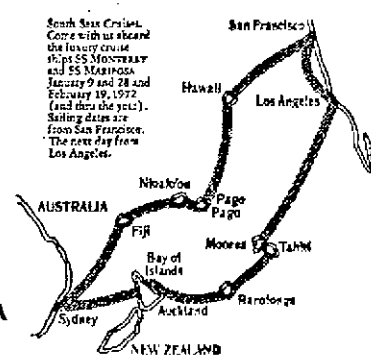 South Seas Cruises.
Come with us aboard
the luxury cruise
ships SS MONTEREY
and SS MARIPOSA
January 9 and 28 and
February 19, 1972
(and thru the year).
Sailing dates are
from San Francisco.
The next day from
Los Angeles.
San Francisco
Hawaii
Los Angeles
Niuafo'ou
Pago
Pago
AUSTRALIA
Fiji
Moorea
Tahiti
Bay of
Islands
Rarotonga
Auckland
Sydney
NEW ZEALAND
A